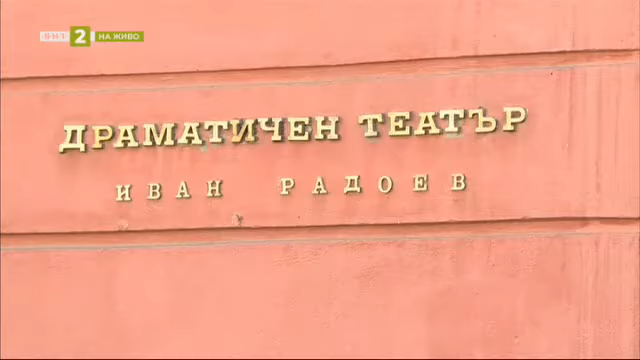 БНТ 2 НА ЖИВО
ДРАМАТИЧЕН ТЕАТЪР
ИВАН РАДОЕВ